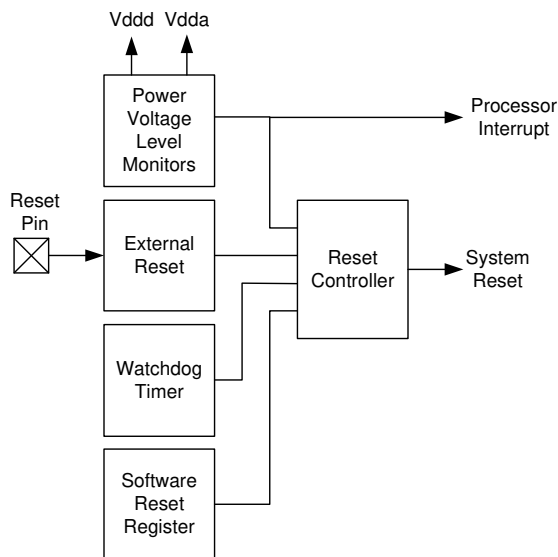 Vddd
Vdda
Power
Voltage
Level
Monitors
Processor
Interrupt
Reset
Pin
External
Reset
Reset
Controller
System
Reset
Watchdog
Timer
Software
Reset
Register